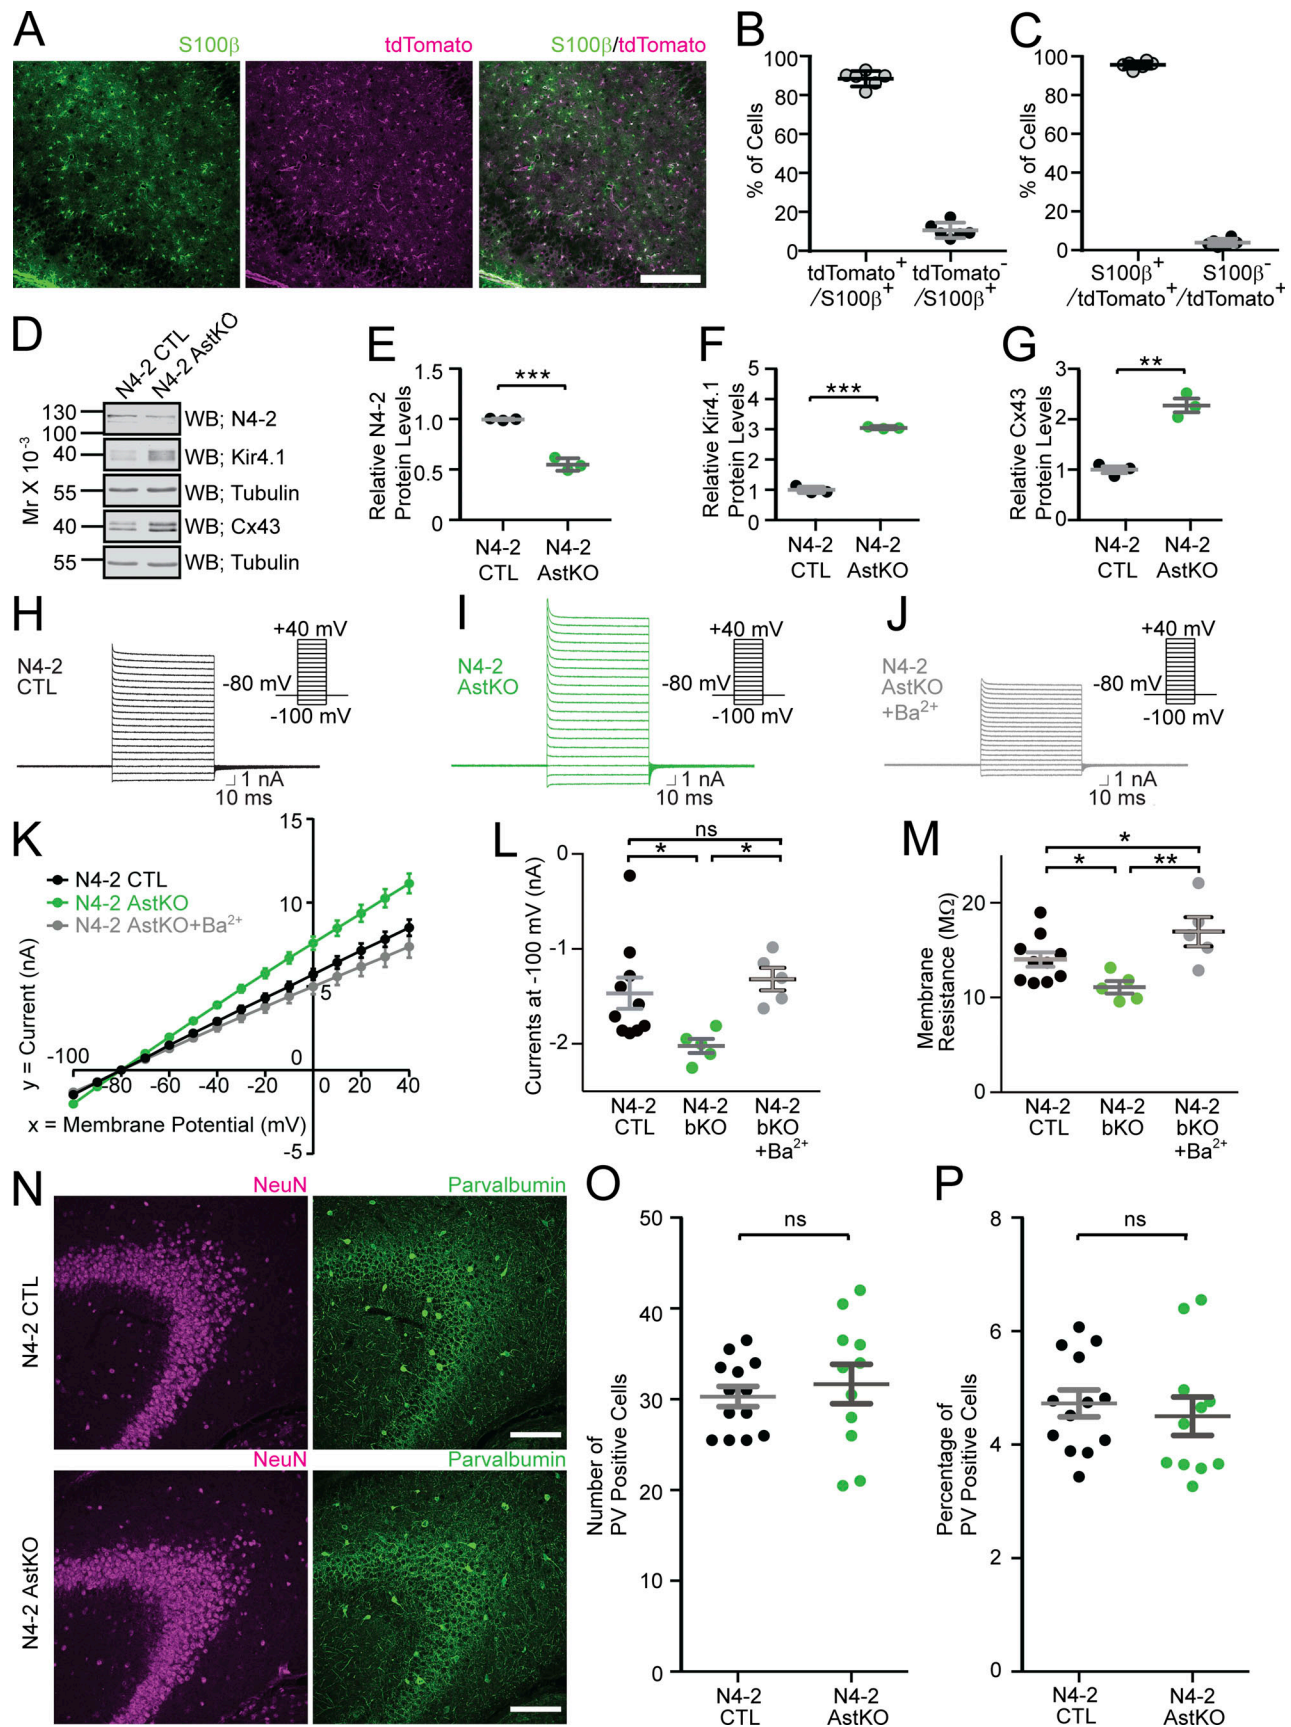 A
S100β
tdTomato
S100β/tdTomato
B
% of Cells
100
80
60
40
20
0
tdTomato+
/S100β+
tdTomato-
/S100β+
C
% of Cells
100
80
60
40
20
0
S100β+
/tdTomato+
S100β-
/tdTomato+
D
N4-2 CTL
N4-2 AstKO
Mr X 10-3
130
100
WB; N4-2
40
WB; Kir4.1
55
WB; Tubulin
40
WB; Cx43
55
WB; Tubulin
E
Relative N4-2
Protein Levels
1.5
1.0
0.5
0
***
N4-2
CTL
N4-2
AstKO
F
Relative Kir4.1
Protein Levels
5
4
3
2
1
0
***
N4-2
CTL
N4-2
AstKO
G
Relative Cx43
Protein Levels
3
2
1
0
**
N4-2
CTL
N4-2
AstKO
H
N4-2
CTL
+40 mV
-80 mV
-100 mV
1 nA
10 ms
I
N4-2
AstKO
+40 mV
-80 mV
-100 mV
1 nA
10 ms
J
N4-2
AstKO
+Ba2+
+40 mV
-80 mV
-100 mV
1 nA
10 ms
K
N4-2 CTL
N4-2 AstKO
N4-2 AstKO+Ba2+
y = Current (nA)
15
10
5
0
-5
-100
-80
-60
-40
-20
0
20
40
x = Membrane Potential (mV)
L
Currents at -100 mV (nA)
0
-1
-2
ns
*
*
N4-2
CTL
N4-2
bKO
N4-2
bKO
+Ba2+
M
Membrane
Resistance (MΩ)
20
10
0
*
*
**
N4-2
CTL
N4-2
bKO
N4-2
bKO
+Ba2+
N
NeuN
Parvalbumin
N4-2 CTL
NeuN
Parvalbumin
N4-2 AstKO
O
Number of
PV Positive Cells
50
40
30
20
10
0
ns
N4-2
CTL
N4-2
AstKO
P
Percentage of
PV Positive Cells
8
6
4
2
0
ns
N4-2
CTL
N4-2
AstKO